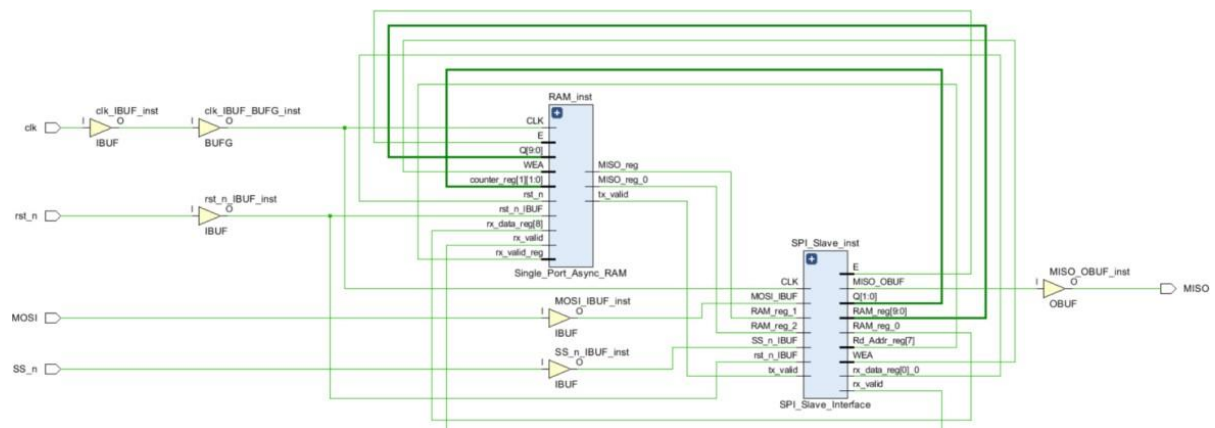 clk
I
clk_IBUF_inst
O
IBUF
I
clk_IBUF_BUFG_inst
O
BUFG
rst_n
I
rst_n_IBUF_inst
O
IBUF
MOSI
I
MOSI_IBUF_inst
O
IBUF
SS_n
I
SS_n_IBUF_inst
O
IBUF
RAM_inst
CLK
E
Q[9:0]
WEA
counter_reg[1][1:0]
rst_n
rst_n_IBUF
rx_data_reg[8]
rx_valid
rx_valid_reg
MISO_reg
MISO_reg_0
tx_valid
Single_Port_Async_RAM
SPI_Slave_inst
CLK
MOSI_IBUF
RAM_reg_1
RAM_reg_2
SS_n_IBUF
rst_n_IBUF
tx_valid
E
MISO_OBUF
Q[1:0]
RAM_reg[9:0]
RAM_reg_0
Rd_Addr_reg[7]
WEA
rx_data_reg[0]_0
rx_valid
SPI_Slave_Interface
MISO_OBUF_inst
I
O
OBUF
MISO